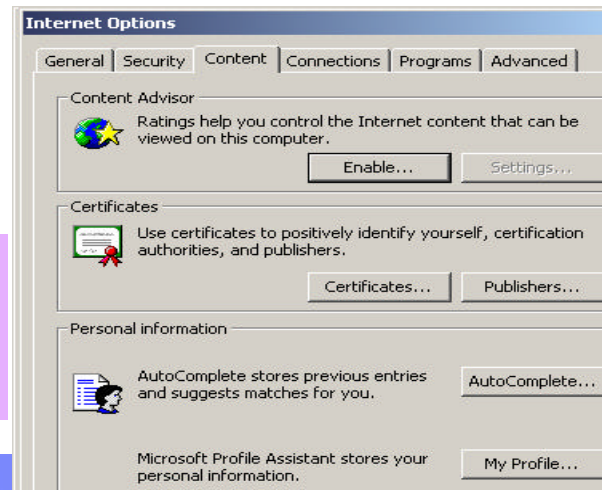 Internet Options
General Security Content Connections Programs Advanced
Content Advisor
Ratings help you control the Internet content that can be
viewed on this computer.
Enable... Settings...
Certificates
Use certificates to positively identify yourself, certification
authorities, and publishers.
Certificates... Publishers...
Personal information
AutoComplete stores previous entries
and suggests matches for you.
AutoComplete...
Microsoft Profile Assistant stores your
personal information.
My Profile...